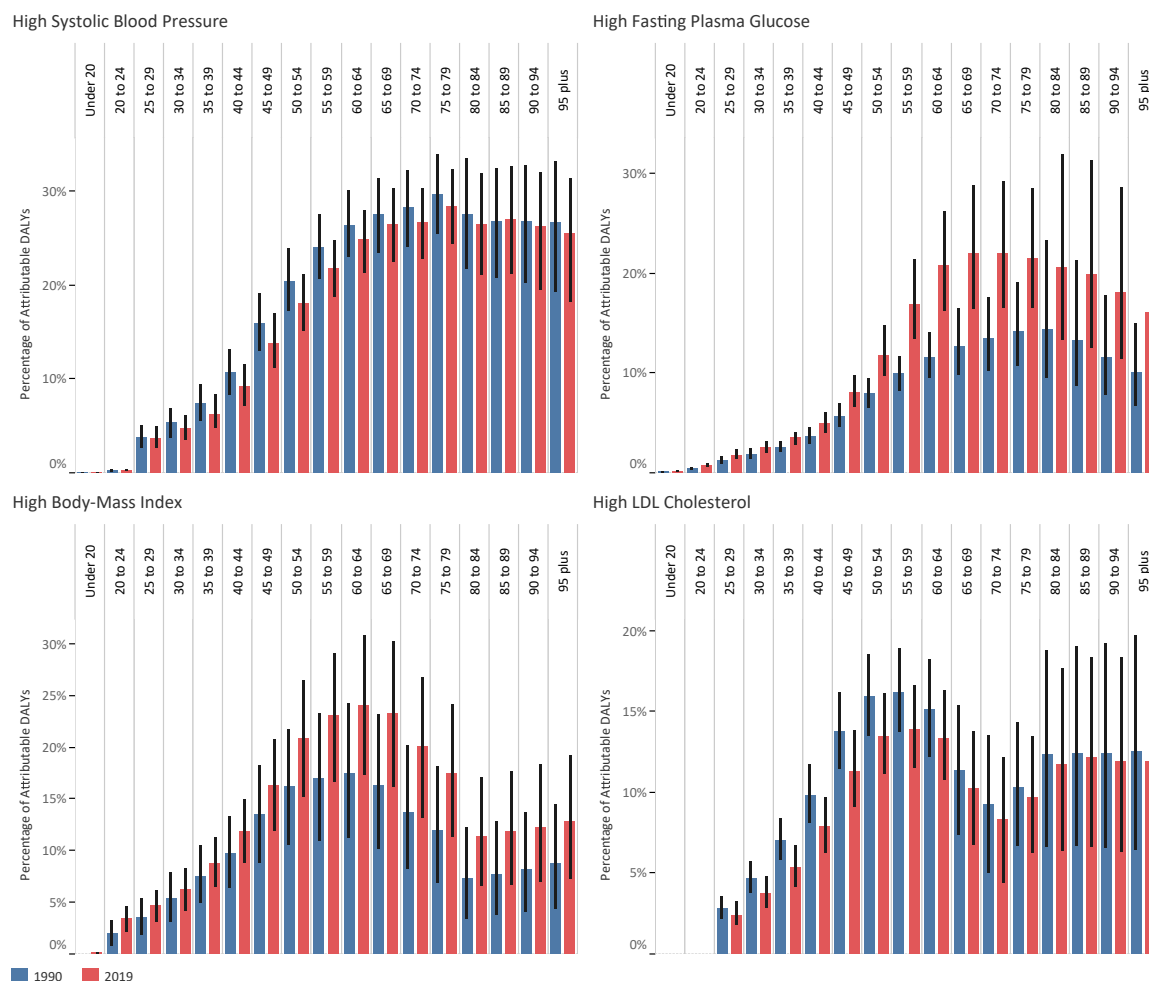 High Systolic Blood Pressure
Under 20
20 to 24
25 to 29
30 to 34
35 to 39
40 to 44
45 to 49
50 to 54
55 to 59
60 to 64
65 to 69
70 to 74
75 to 79
80 to 84
85 to 89
90 to 94
95 plus
Percentage of Attributable DALYs
30%
20%
10%
0%
High Fasting Plasma Glucose
Under 20
20 to 24
25 to 29
30 to 34
35 to 39
40 to 44
45 to 49
50 to 54
55 to 59
60 to 64
65 to 69
70 to 74
75 to 79
80 to 84
85 to 89
90 to 94
95 plus
Percentage of Attributable DALYs
30%
20%
10%
0%
High Body-Mass Index
Under 20
20 to 24
25 to 29
30 to 34
35 to 39
40 to 44
45 to 49
50 to 54
55 to 59
60 to 64
65 to 69
70 to 74
75 to 79
80 to 84
85 to 89
90 to 94
95 plus
Percentage of Attributable DALYs
30%
25%
20%
15%
10%
5%
0%
High LDL Cholesterol
Under 20
20 to 24
25 to 29
30 to 34
35 to 39
40 to 44
45 to 49
50 to 54
55 to 59
60 to 64
65 to 69
70 to 74
75 to 79
80 to 84
85 to 89
90 to 94
95 plus
Percentage of Attributable DALYs
20%
15%
10%
5%
0%
1990
2019